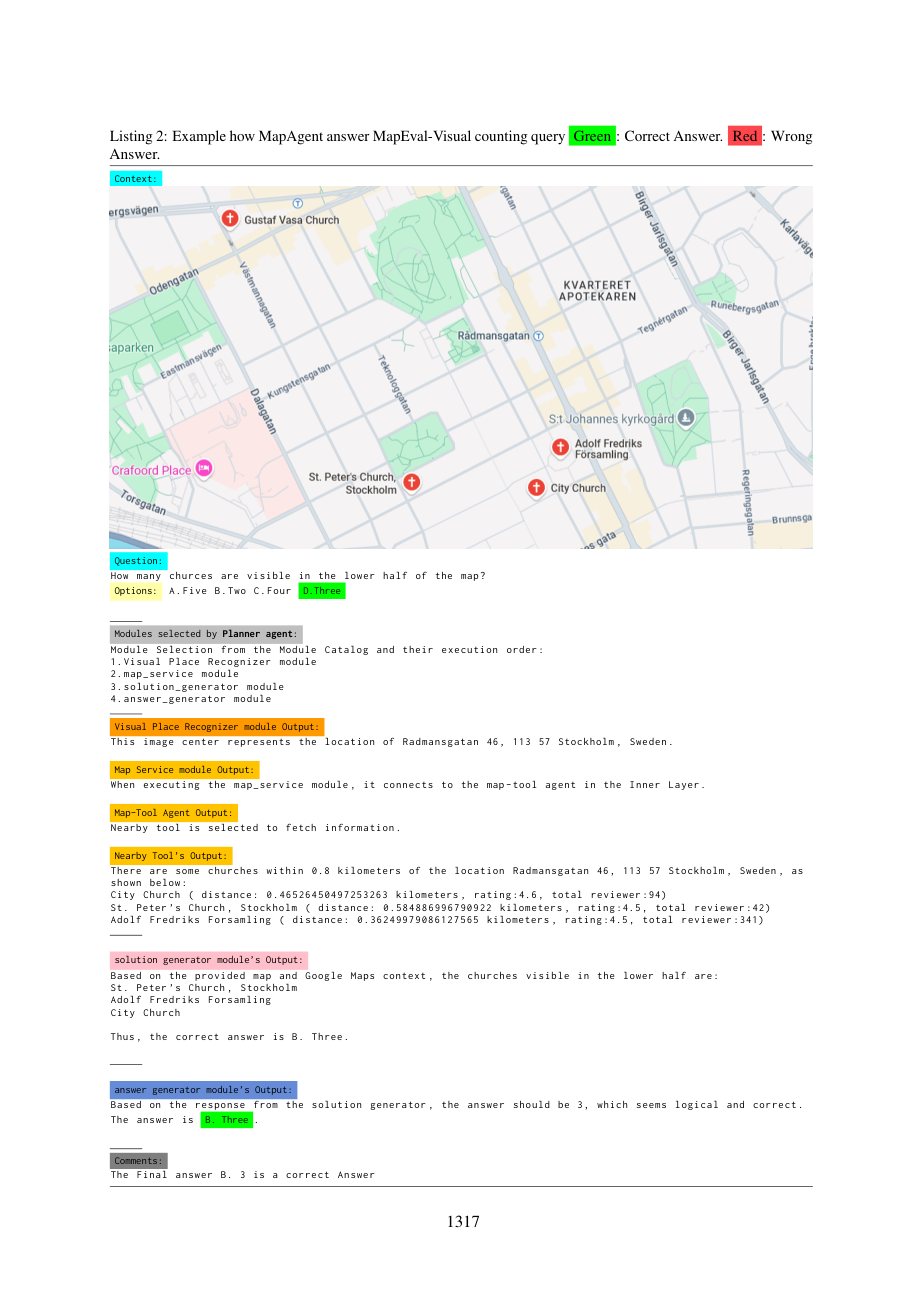 Listing 2: Example how MapAgent answer MapEval-Visual counting query Green : Correct Answer. Red : Wrong
Answer.
Context:
ergsvägen
Gustaf Vasa Church
Odengatan
Västmannagatan
gatan
Birger Jarlsgatan
Karlaväge
KVARTERET
APOTEKAREN
Runebergsgatan
Tegnérgatan
Rådmansgatan
Birger Jarlsgatan
aparken
Eastmansvägen
Kungstensgatan
Teknologgatan
Dalagatan
S:t Johannes kyrkogård
Adolf Fredriks
Församling
Crafoord Place
St. Peter's Church,
Stockholm
City Church
Torsgatan
Regeringsgatan
Brunnsga
os gata
Question:
How many churces are visible in the lower half of the map?
Options: A.Five B.Two C.Four D.Three
Modules selected by Planner agent:
Module Selection from the Module Catalog and their execution order:
1.Visual Place Recognizer module
2.map_service module
3.solution_generator module
4.answer_generator module
Visual Place Recognizer module Output:
This image center represents the location of Radmansgatan 46, 113 57 Stockholm, Sweden.
Map Service module Output:
When executing the map_service module, it connects to the map-tool agent in the Inner Layer.
Map-Tool Agent Output:
Nearby tool is selected to fetch information.
Nearby Tool's Output:
There are some churches within 0.8 kilometers of the location Radmansgatan 46, 113 57 Stockholm, Sweden, as
shown below:
City Church ( distance: 0.46526450497253263 kilometers, rating:4.6, total reviewer:94)
St. Peter's Church, Stockholm ( distance: 0.584886996790922 kilometers, rating:4.5, total reviewer:42)
Adolf Fredriks Forsamling ( distance: 0.36249979086127565 kilometers, rating:4.5, total reviewer:341)
solution generator module's Output:
Based on the provided map and Google Maps context, the churches visible in the lower half are:
St. Peter's Church, Stockholm
Adolf Fredriks Forsamling
City Church
Thus, the correct answer is B. Three.
answer generator module's Output:
Based on the response from the solution generator, the answer should be 3, which seems logical and correct.
The answer is B. Three.
Comments:
The Final answer B. 3 is a correct Answer
1317